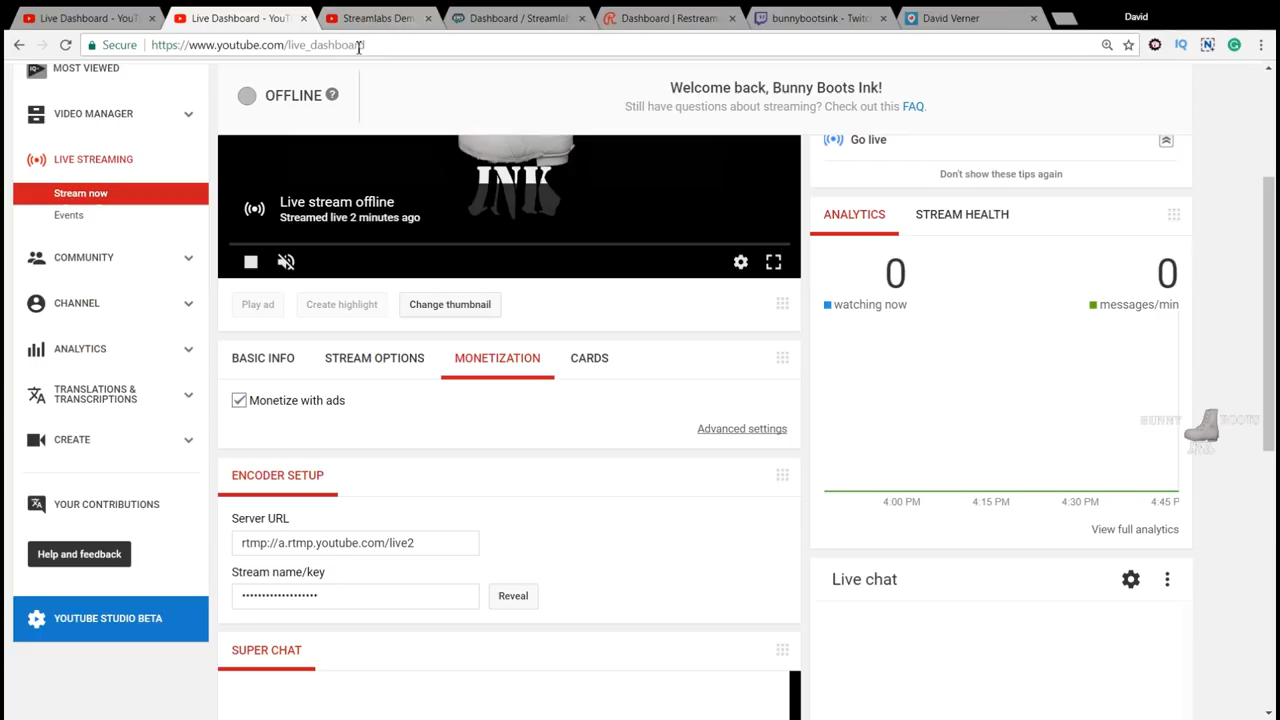 Live Dashboard - YouT
Live Dashboard - YouT
Streamlabs Dem
Dashboard / Streamlab
Dashboard | Restream
bunnybootsink - Twitch
David Verner
David
Secure
https://www.youtube.com/live_dashboard
MOST VIEWED
VIDEO MANAGER
LIVE STREAMING
Stream now
Events
COMMUNITY
CHANNEL
ANALYTICS
TRANSLATIONS &
TRANSCRIPTIONS
CREATE
YOUR CONTRIBUTIONS
Help and feedback
YOUTUBE STUDIO BETA
OFFLINE
Welcome back, Bunny Boots Ink!
Still have questions about streaming? Check out this FAQ.
INK
Live stream offline
Streamed live 2 minutes ago
Play ad
Create highlight
Change thumbnail
BASIC INFO
STREAM OPTIONS
MONETIZATION
CARDS
Monetize with ads
Advanced settings
ENCODER SETUP
Server URL
rtmp://a.rtmp.youtube.com/live2
Stream name/key
•••••••••••••••••••
Reveal
SUPER CHAT
Go live
Don't show these tips again
ANALYTICS
STREAM HEALTH
0
watching now
0
messages/min
BUNNY BOOTS
INK
4:00 PM
4:15 PM
4:30 PM
4:45 P
View full analytics
Live chat